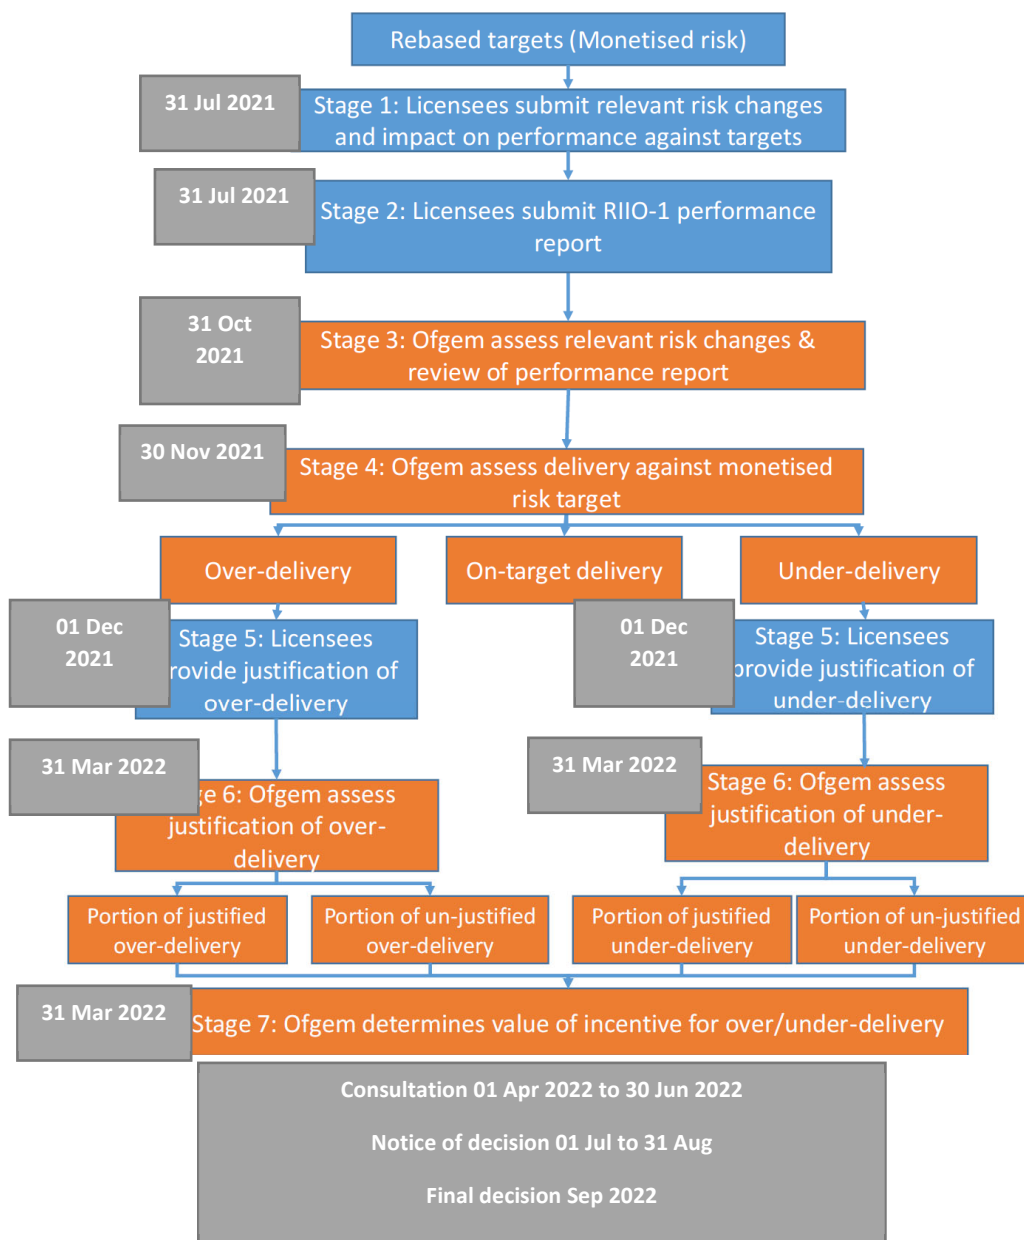 Rebased targets (Monetised risk)
31 Jul 2021
Stage 1: Licensees submit relevant risk changes
and impact on performance against targets
31 Jul 2021
Stage 2: Licensees submit RIIO-1 performance
report
31 Oct
2021
Stage 3: Ofgem assess relevant risk changes &
review of performance report
30 Nov 2021
Stage 4: Ofgem assess delivery against monetised
risk target
Over-delivery
On-target delivery
Under-delivery
01 Dec
2021
Stage 5: Licensees
rovide justification of
over-delivery
01 Dec
2021
Stage 5: Licensees
provide justification of
under-delivery
31 Mar 2022
ge 6: Ofgem assess
justification of over-
delivery
31 Mar 2022
Stage 6: Ofgem assess
justification of under-
delivery
Portion of justified
over-delivery
Portion of un-justified
over-delivery
Portion of justified
under-delivery
Portion of un-justified
under-delivery
31 Mar 2022
Stage 7: Ofgem determines value of incentive for over/under-delivery
Consultation 01 Apr 2022 to 30 Jun 2022
Notice of decision 01 Jul to 31 Aug
Final decision Sep 2022